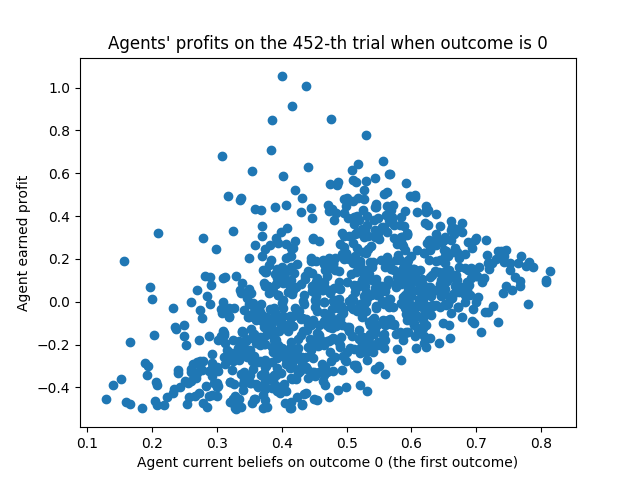 Agents' profits on the 452-th trial when outcome is 0
1.0
0.8
0.6
0.4
0.2
0.0
−0.2
−0.4
Agent earned profit
0.1 0.2 0.3 0.4 0.5 0.6 0.7 0.8
Agent current beliefs on outcome 0 (the first outcome)